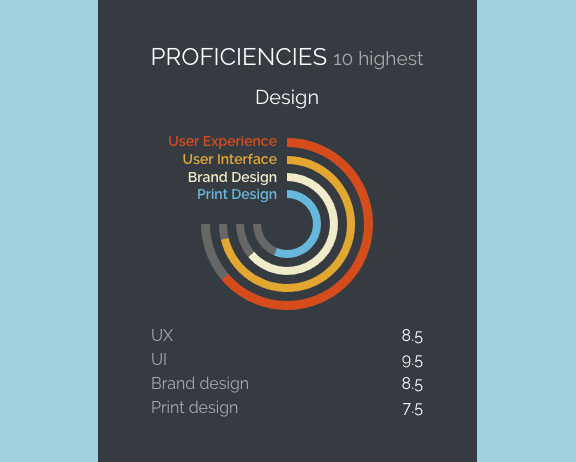 PROFICIENCIES 10 highest
Design
User Experience
User Interface
Brand Design
Print Design
UX 8.5
UI 9.5
Brand design 8.5
Print design 7.5